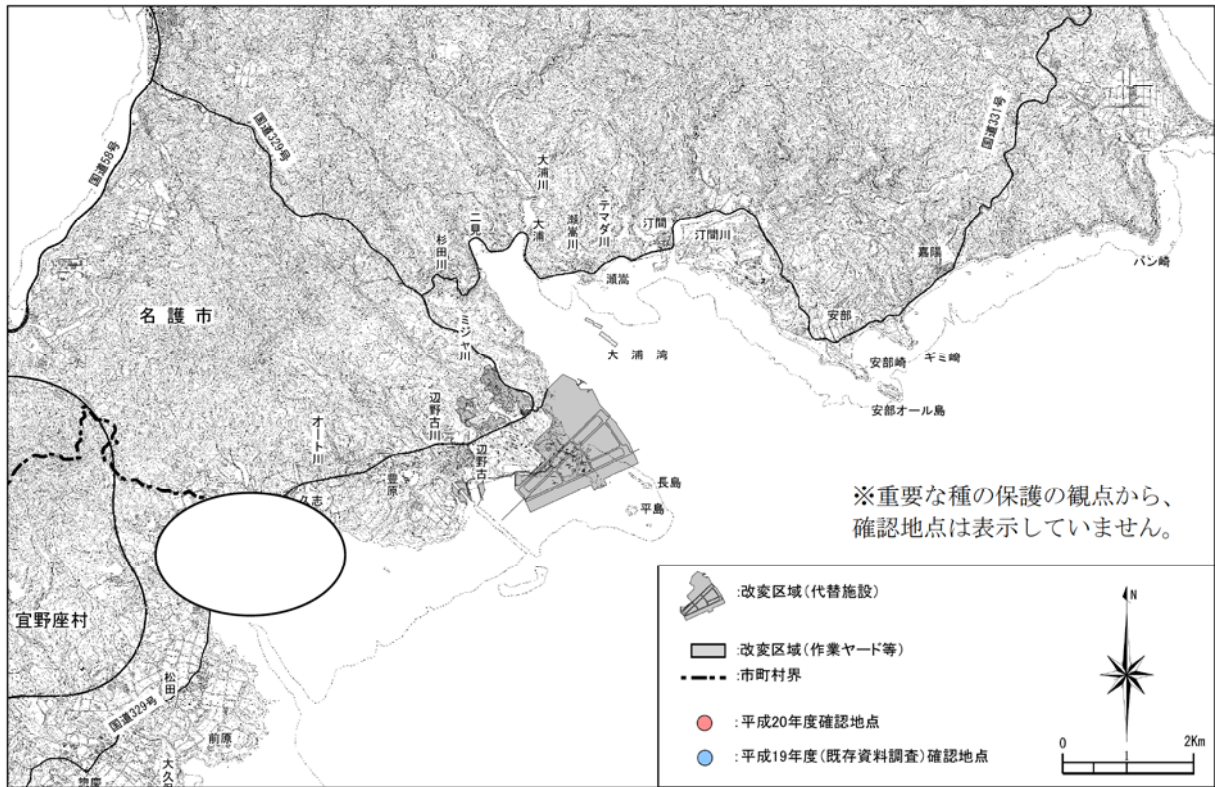 国道58号
国道329号
国道331号
大浦川
テマダ川
瀬嵩川
汀間
汀間川
大浦
二見
杉田川
瀬嵩
嘉陽
バン崎
名護市
ミジャ川
大浦湾
安部
安部崎
ギミ崎
安部オール島
辺野古川
オート川
辺野古
豊原
久志
長島
平島
※重要な種の保護の観点から、
確認地点は表示していません。
宜野座村
松田
国道329号
前原
惣慶
:改変区域(代替施設)
:改変区域(作業ヤード等)
:市町村界
:平成20年度確認地点
:平成19年度(既存資料調査)確認地点
N
0
2Km